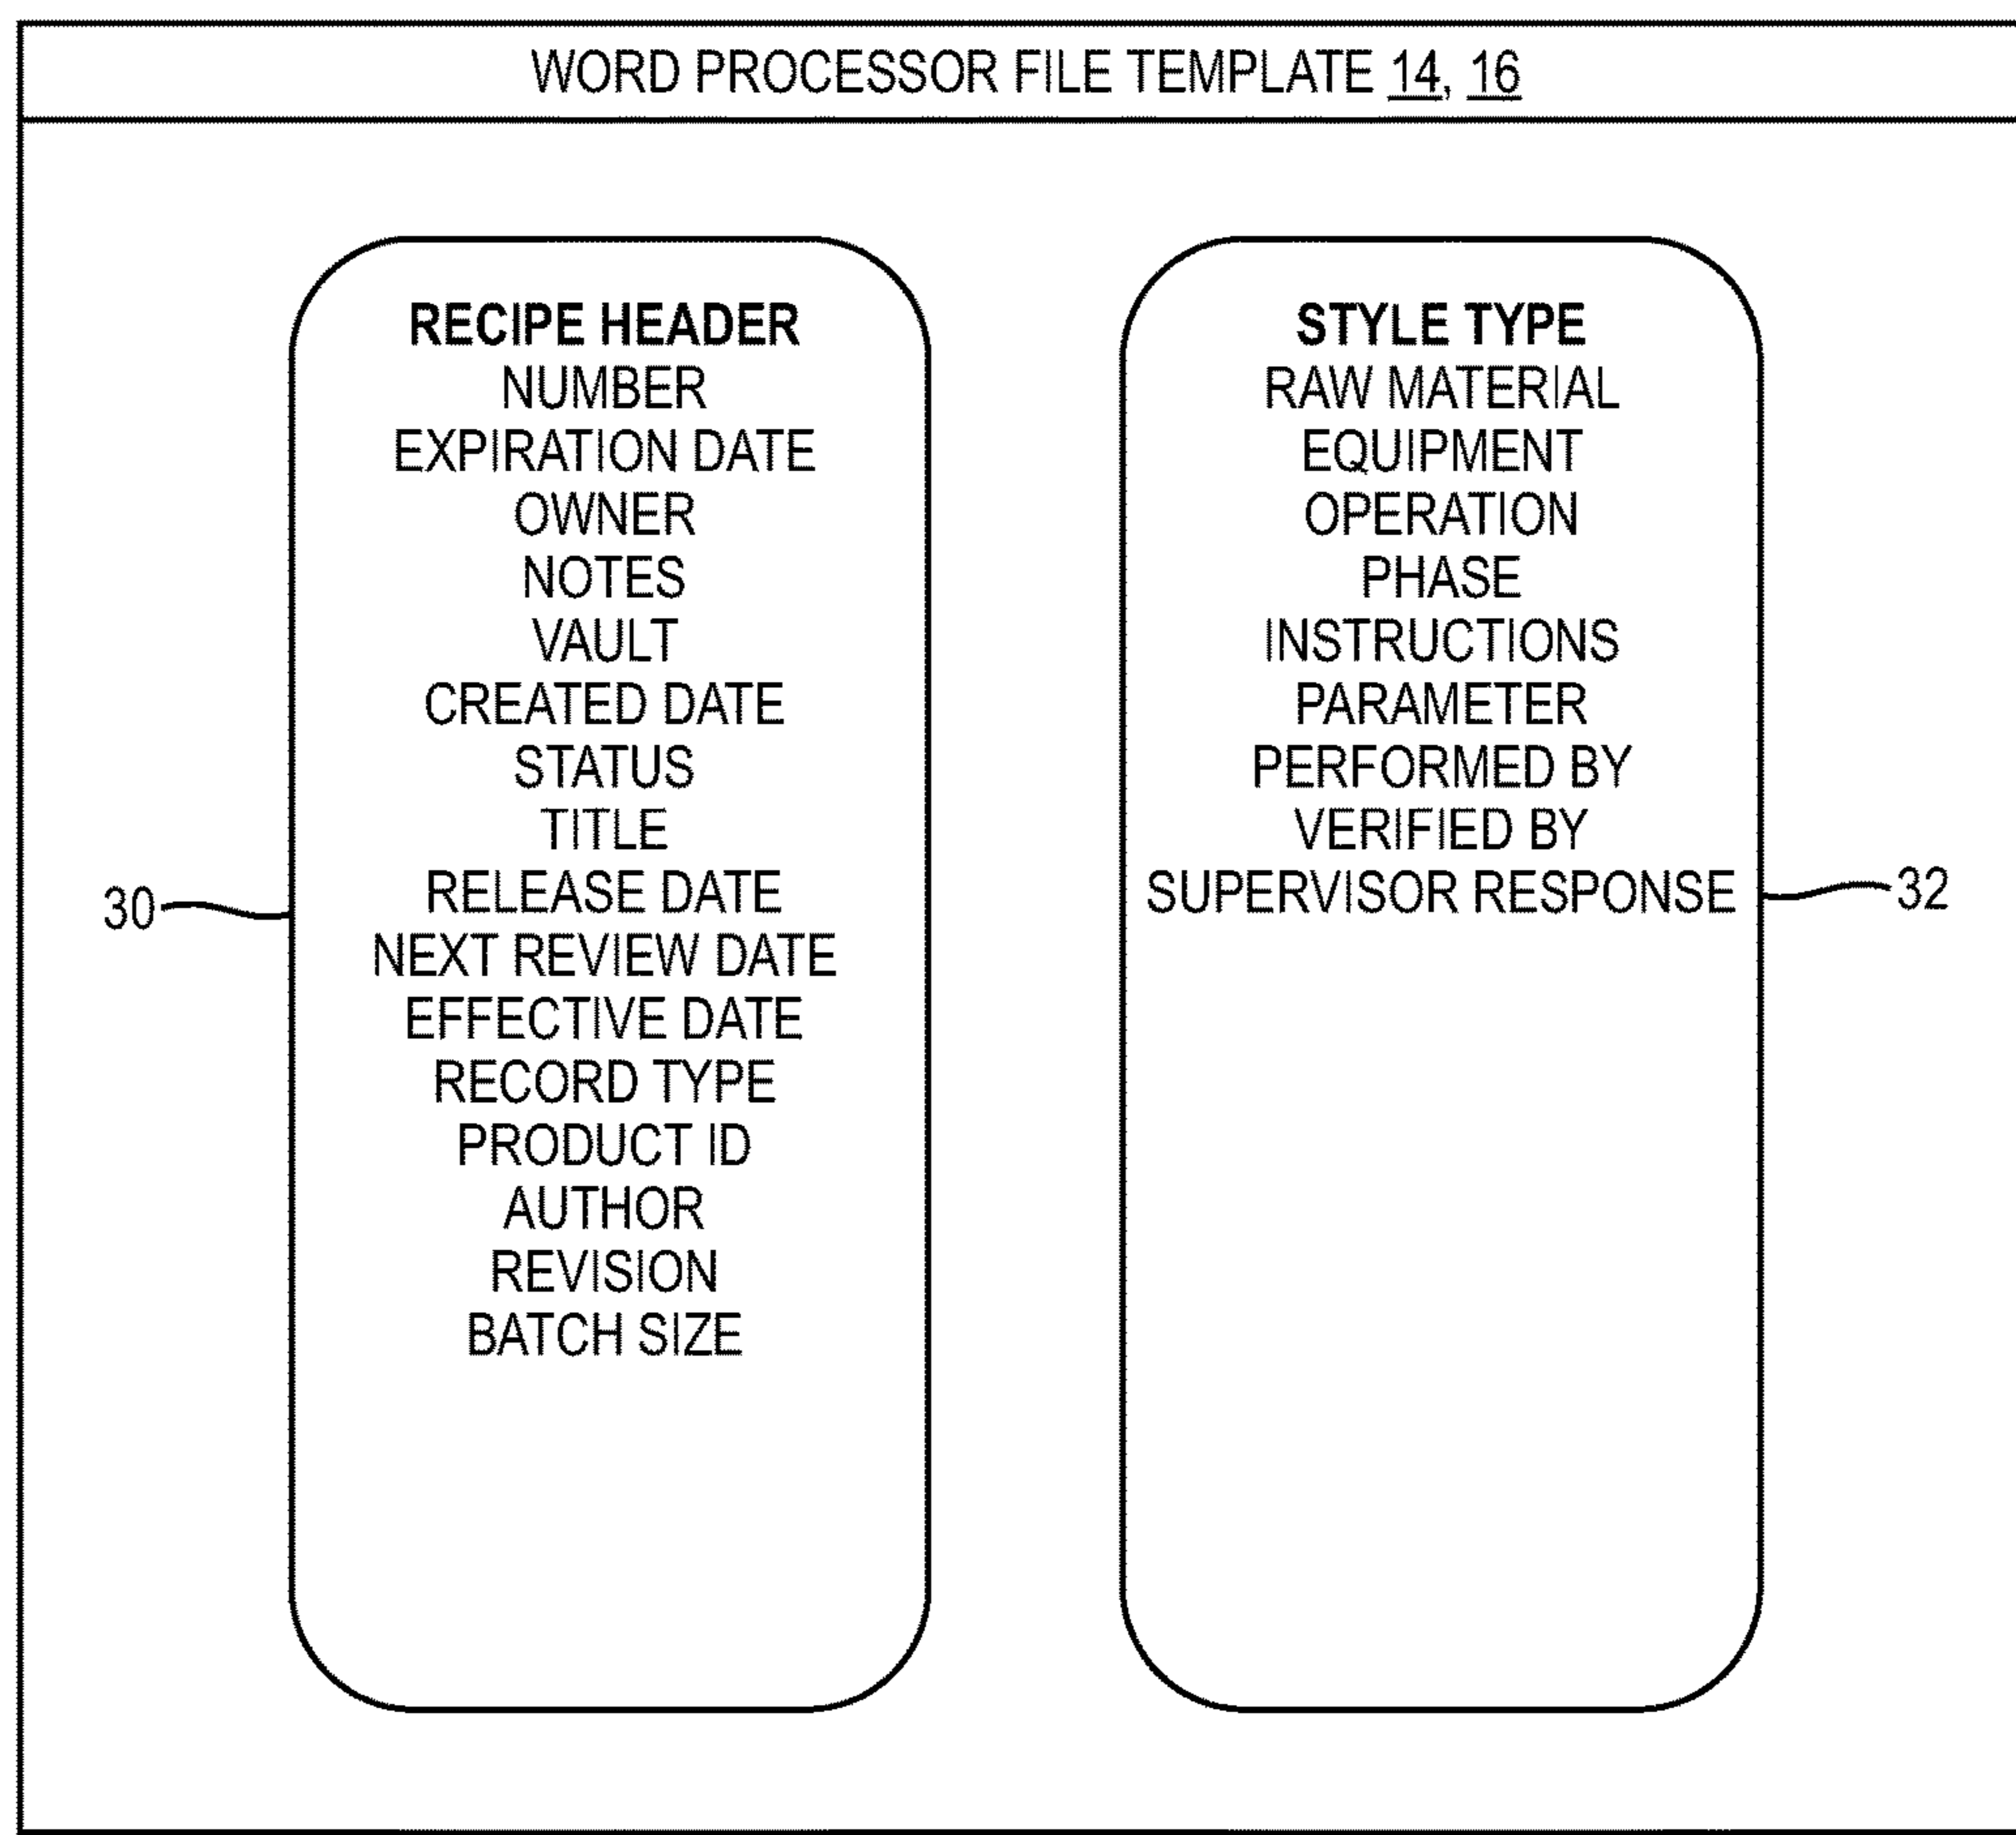 WORD PROCESSOR FILE TEMPLATE 14, 16
RECIPE HEADER
NUMBER
EXPIRATION DATE
OWNER
NOTES
VAULT
CREATED DATE
STATUS
TITLE
RELEASE DATE
NEXT REVIEW DATE
EFFECTIVE DATE
RECORD TYPE
PRODUCT ID
AUTHOR
REVISION
BATCH SIZE
30
STYLE TYPE
RAW MATERIAL
EQUIPMENT
OPERATION
PHASE
INSTRUCTIONS
PARAMETER
PERFORMED BY
VERIFIED BY
SUPERVISOR RESPONSE
32